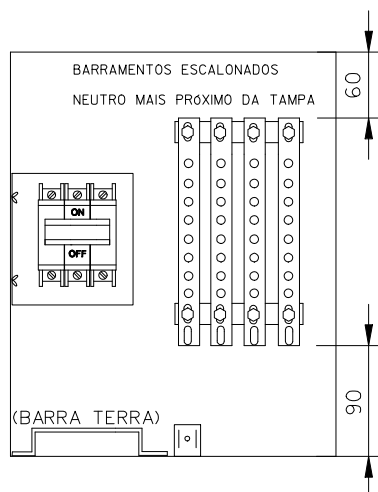 BARRAMENTOS ESCALONADOS
NEUTRO MAIS PRÓXIMO DA TAMPA
60
ON
OFF
90
(BARRA TERRA)